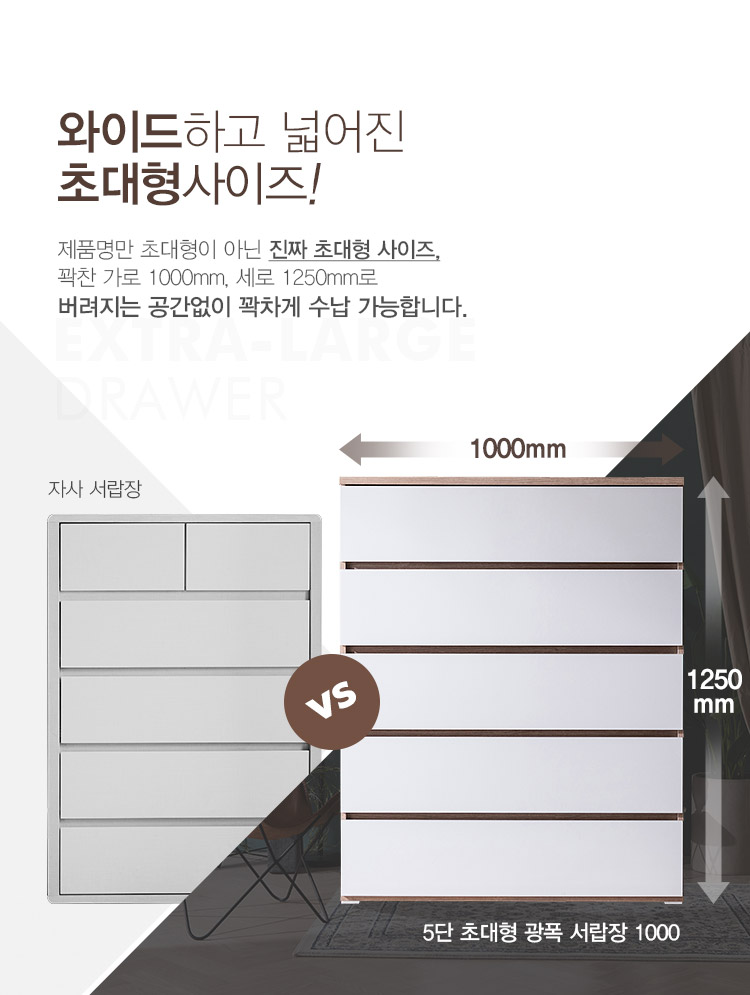 와이드하고 넓어진
초대형사이즈!
제품명만 초대형이 아닌 진짜 초대형 사이즈,
꽉찬 가로 1000mm, 세로 1250mm로
버려지는 공간없이 꽉차게 수납 가능합니다.
EXTRA-LARGE
DRAWER
1000mm
자사 서랍장
VS
1250
mm
5단 초대형 광폭 서랍장 1000